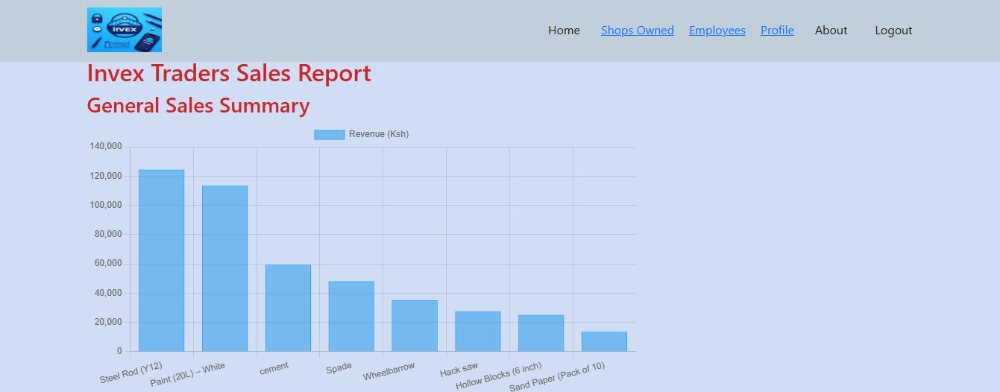 INVEX
Home Shops Owned Employees Profile About Logout
Invex Traders Sales Report
General Sales Summary
Revenue (Ksh)
140,000
120,000
100,000
80,000
60,000
40,000
20,000
0
Steel Rod (Y12)
Paint (20L) – White
cement
Spade
Wheelbarrow
Hack saw
Hollow Blocks (6 inch)
Sand Paper (Pack of 10)